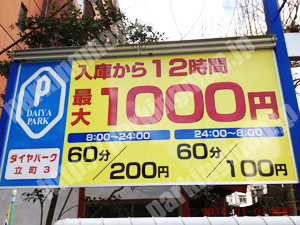 P
DAIYA
PARK
ダイヤパーク
立町3
入庫から12時間
最大1000円
8:00~24:00
60分/200円
24:00~8:00
60分/100円